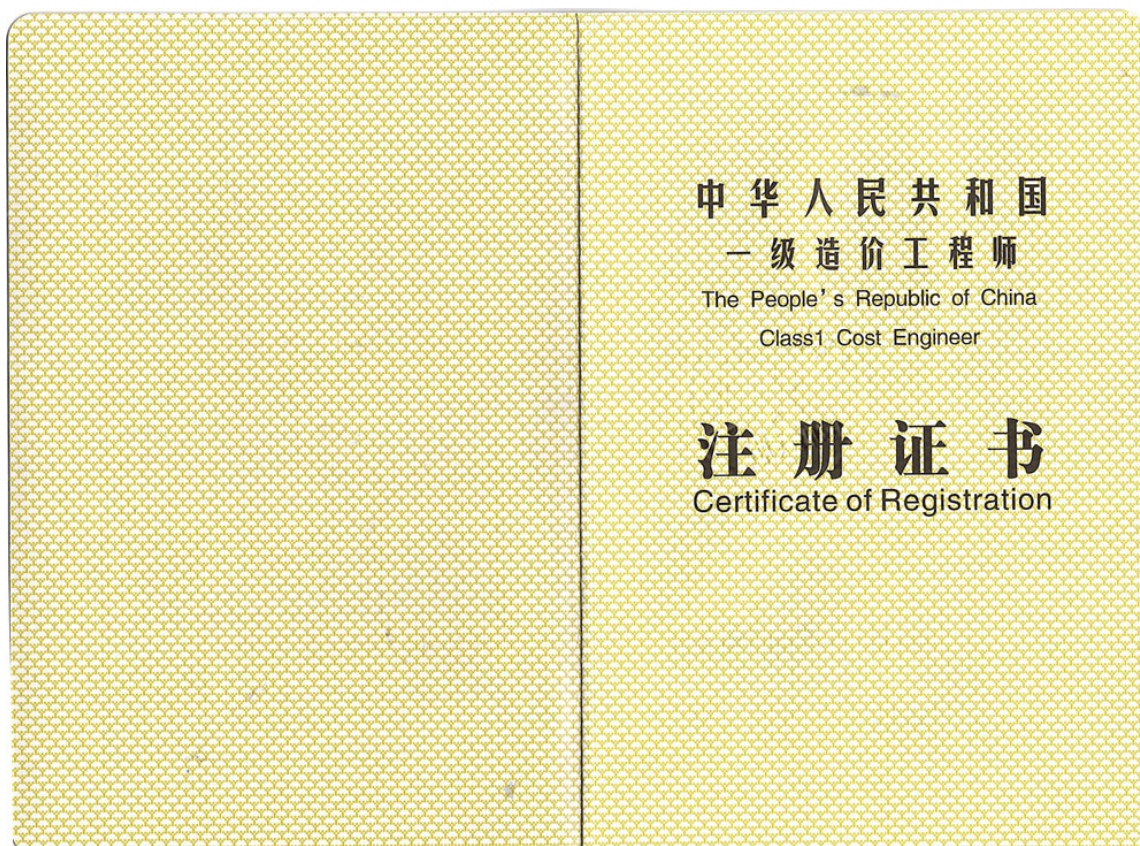 中华人民共和国
一级造价工程师
The People's Republic of China
Class1 Cost Engineer
注册证书
Certificate of Registration